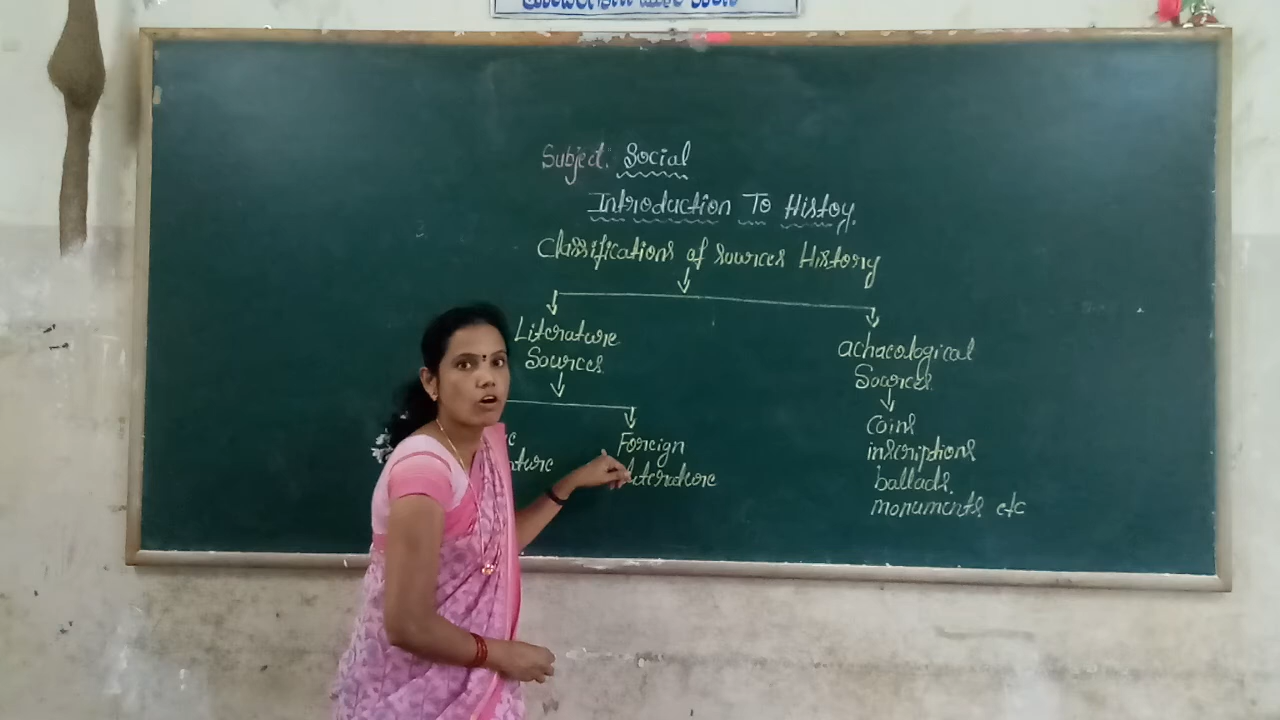 Subject: Social
Introduction To Histoy.
Classifications of sources History
Literature
Sources
Foreign
Literature
achaeological
Sources
Coins
inscriptions
ballads.
monuments etc